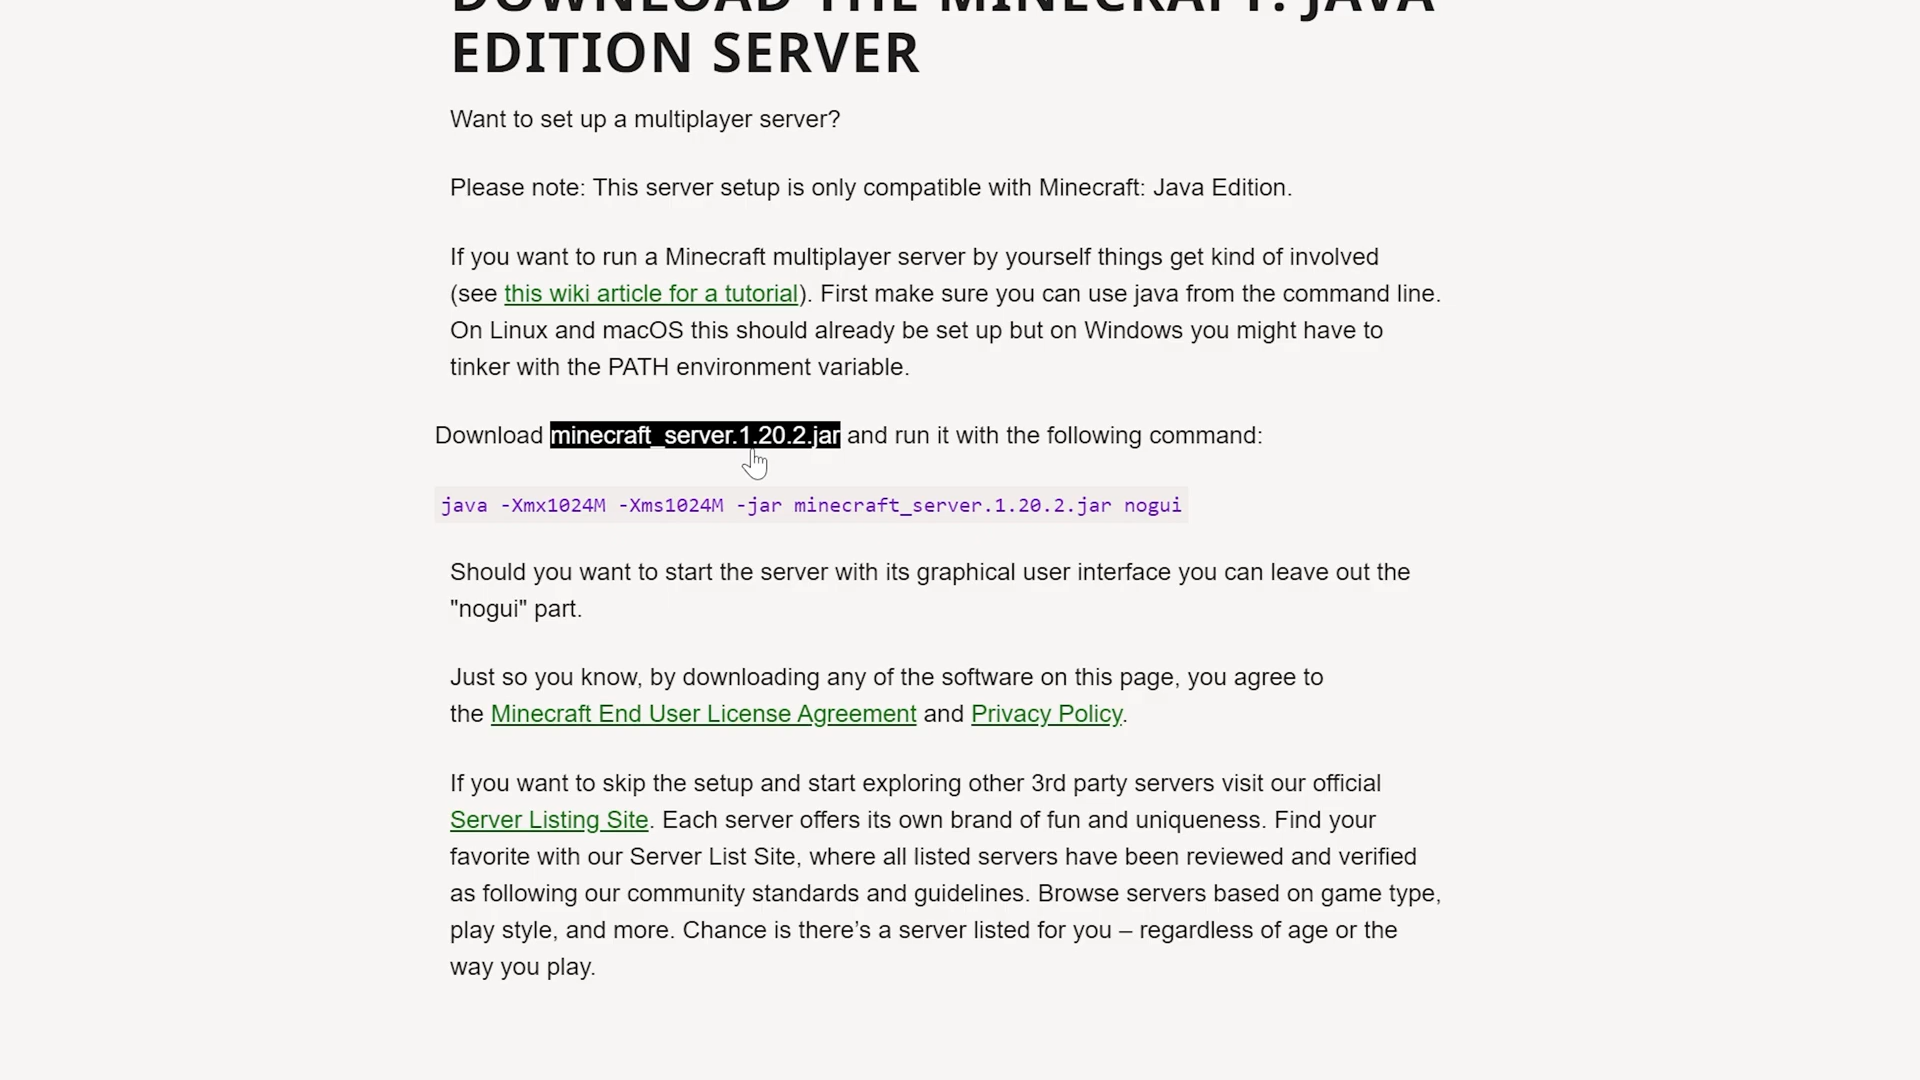 DOWNLOAD THE MINECRAFT: JAVA
EDITION SERVER
Want to set up a multiplayer server?
Please note: This server setup is only compatible with Minecraft: Java Edition.
If you want to run a Minecraft multiplayer server by yourself things get kind of involved
(see this wiki article for a tutorial). First make sure you can use java from the command line.
On Linux and macOS this should already be set up but on Windows you might have to
tinker with the PATH environment variable.
Download minecraft_server.1.20.2.jar and run it with the following command:
java -Xmx1024M -Xms1024M -jar minecraft_server.1.20.2.jar nogui
Should you want to start the server with its graphical user interface you can leave out the
"nogui" part.
Just so you know, by downloading any of the software on this page, you agree to
the Minecraft End User License Agreement and Privacy Policy.
If you want to skip the setup and start exploring other 3rd party servers visit our official
Server Listing Site. Each server offers its own brand of fun and uniqueness. Find your
favorite with our Server List Site, where all listed servers have been reviewed and verified
as following our community standards and guidelines. Browse servers based on game type,
play style, and more. Chance is there’s a server listed for you – regardless of age or the
way you play.